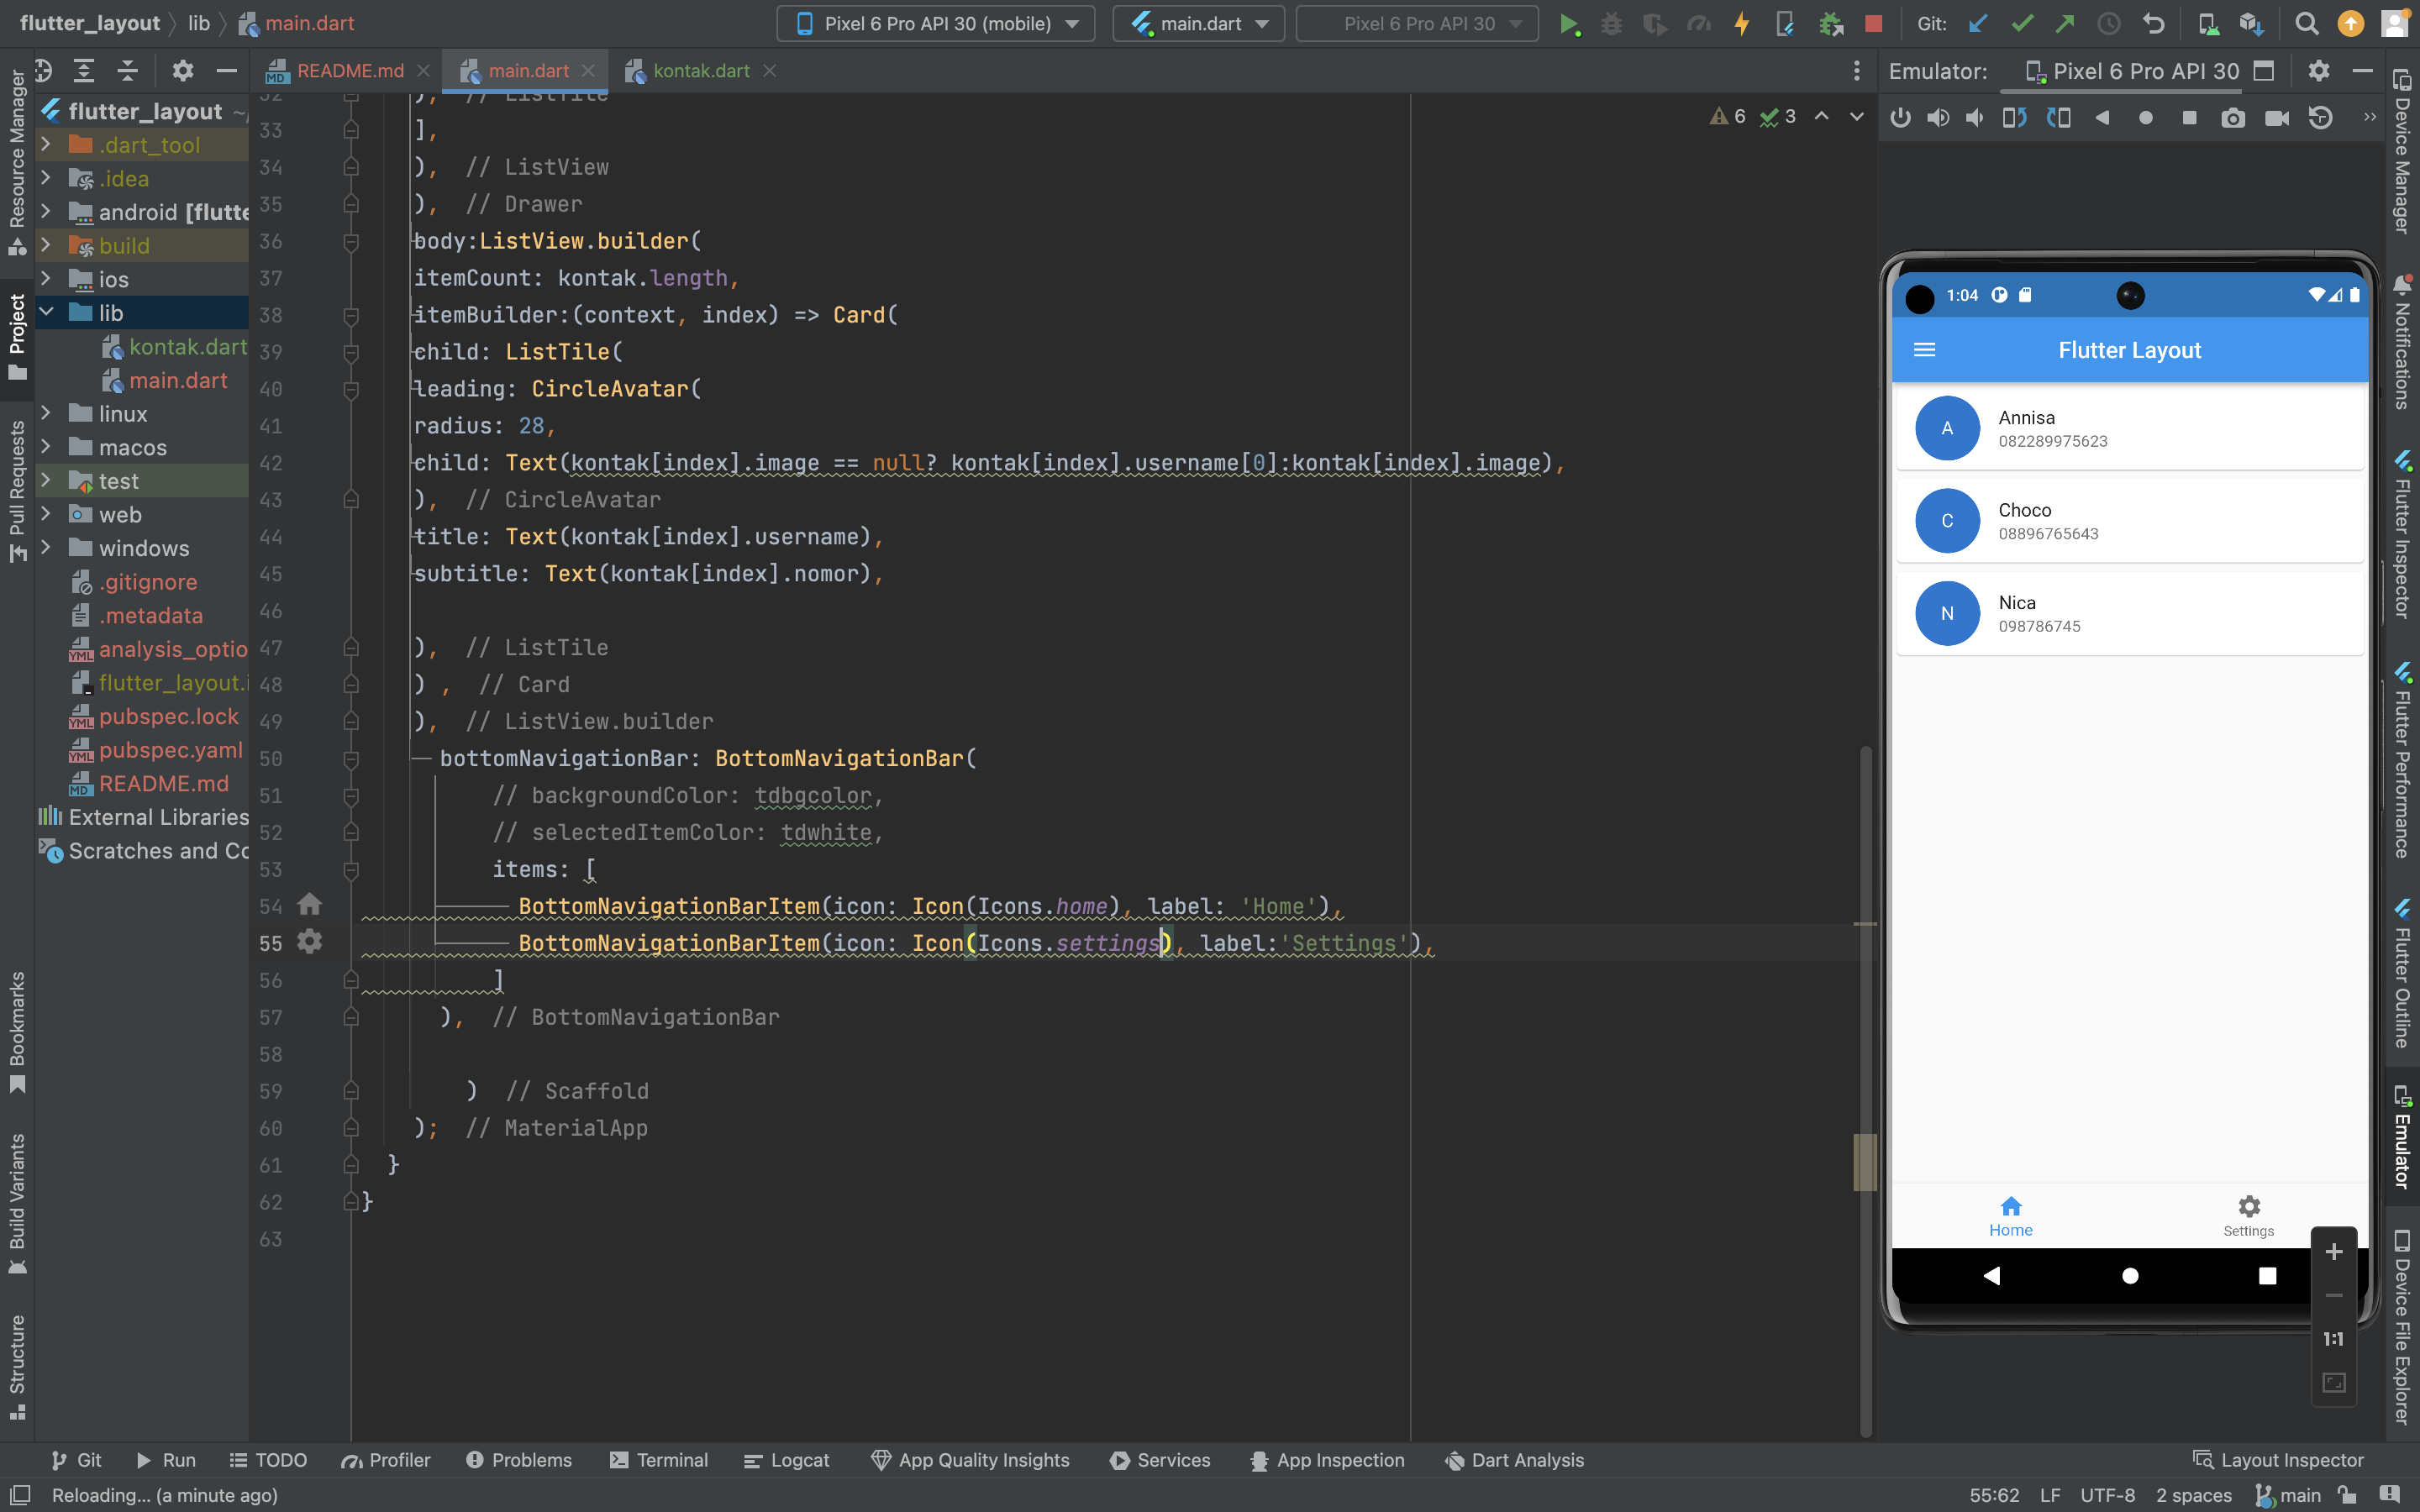 flutter_layout lib main.dart
Pixel 6 Pro API 30 (mobile) main.dart Pixel 6 Pro API 30 Git:
README.md main.dart kontak.dart
Emulator: Pixel 6 Pro API 30
Resource Manager
Project
Pull Requests
Bookmarks
Build Variants
Structure
flutter_layout
.dart_tool
.idea
android [flutte
build
ios
lib
kontak.dart
main.dart
linux
macos
test
web
windows
.gitignore
.metadata
analysis_optio
flutter_layout.i
pubspec.lock
pubspec.yaml
README.md
External Libraries
Scratches and Co
6 3
32 ), // ListTile
33 ],
34 ), // ListView
35 ), // Drawer
36 body:ListView.builder(
37 itemCount: kontak.length,
38 itemBuilder:(context, index) => Card(
39 child: ListTile(
40 leading: CircleAvatar(
41 radius: 28,
42 child: Text(kontak[index].image == null? kontak[index].username[0]:kontak[index].image),
43 ), // CircleAvatar
44 title: Text(kontak[index].username),
45 subtitle: Text(kontak[index].nomor),
46
47 ), // ListTile
48 ) , // Card
49 ), // ListView.builder
50 bottomNavigationBar: BottomNavigationBar(
51 // backgroundColor: tdbgcolor,
52 // selectedItemColor: tdwhite,
53 items: [
54 BottomNavigationBarItem(icon: Icon(Icons.home), label: 'Home'),
55 BottomNavigationBarItem(icon: Icon(Icons.settings), label:'Settings'),
56 ]
57 ), // BottomNavigationBar
58
59 ) // Scaffold
60 ); // MaterialApp
61 }
62 }
63
1:04
Flutter Layout
A
Annisa
082289975623
C
Choco
08896765643
N
Nica
098786745
Home
Settings
1:1
Device Manager
Notifications
Flutter Inspector
Flutter Performance
Flutter Outline
Emulator
Device File Explorer
Git Run TODO Profiler Problems Terminal Logcat App Quality Insights Services App Inspection Dart Analysis Layout Inspector
Reloading... (a minute ago)
55:62 LF UTF-8 2 spaces main